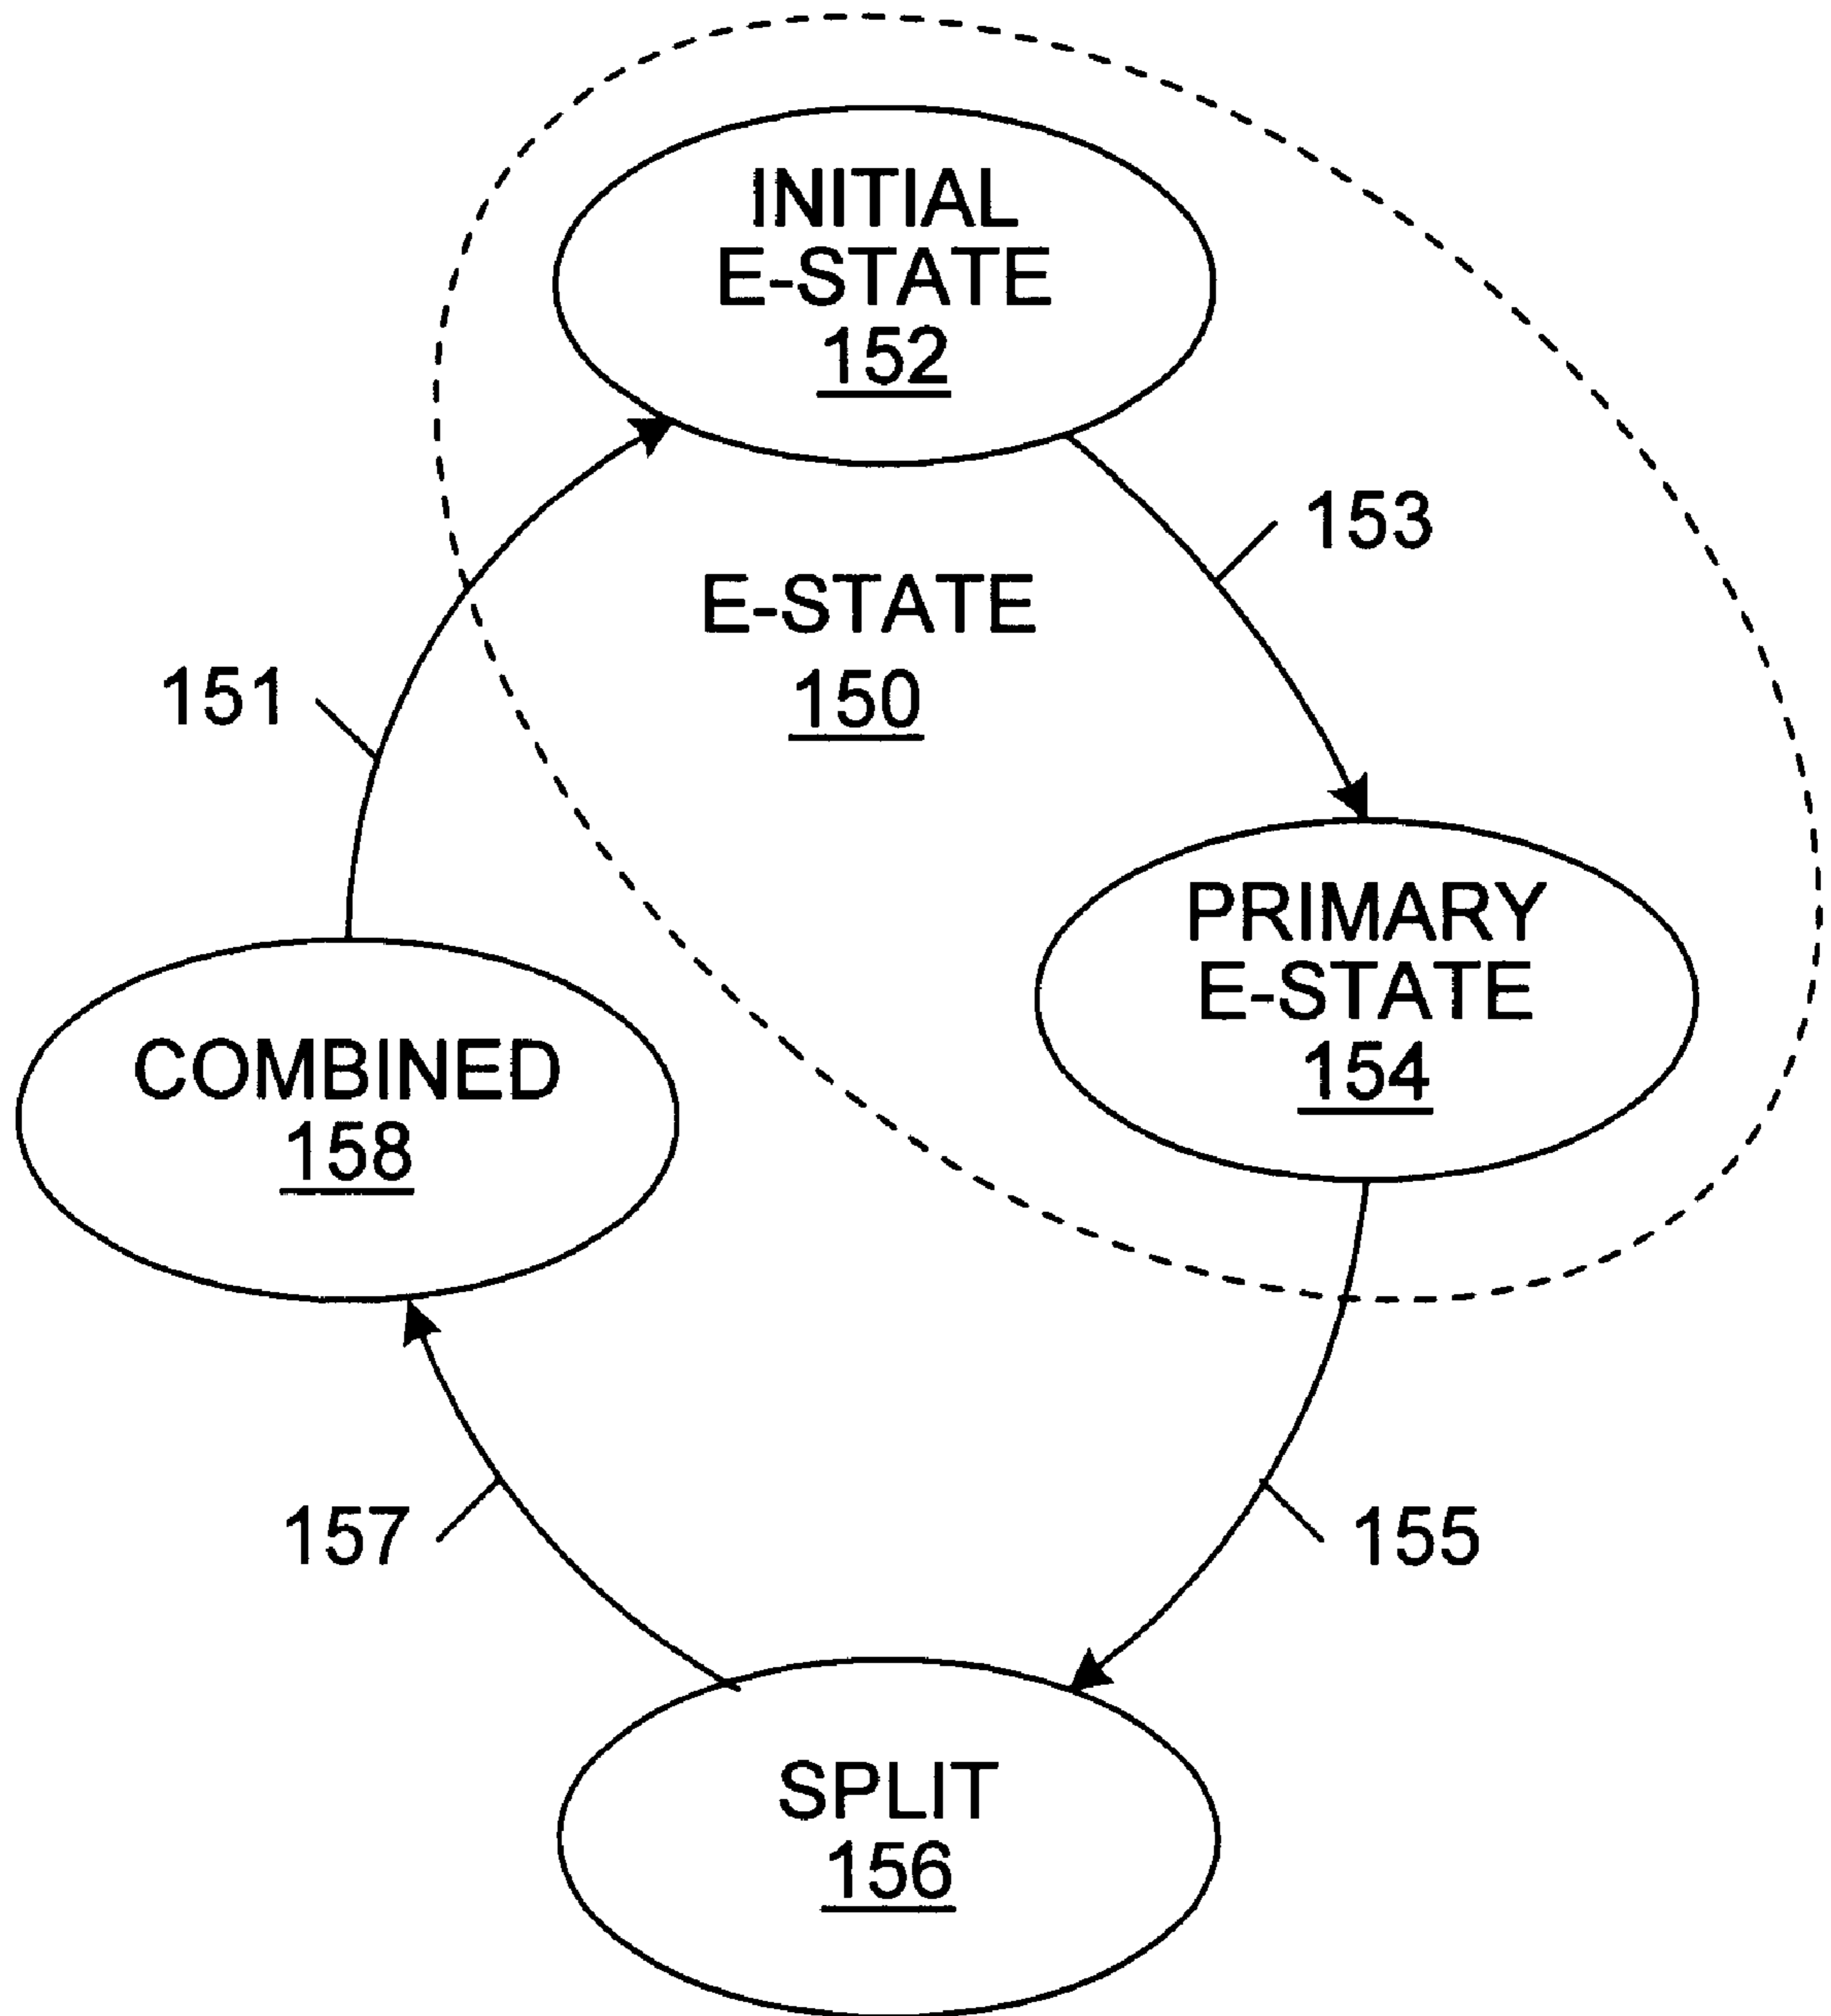 INITIAL
E-STATE
152
153
E-STATE
150
151
PRIMARY
E-STATE
154
COMBINED
158
157
155
SPLIT
156